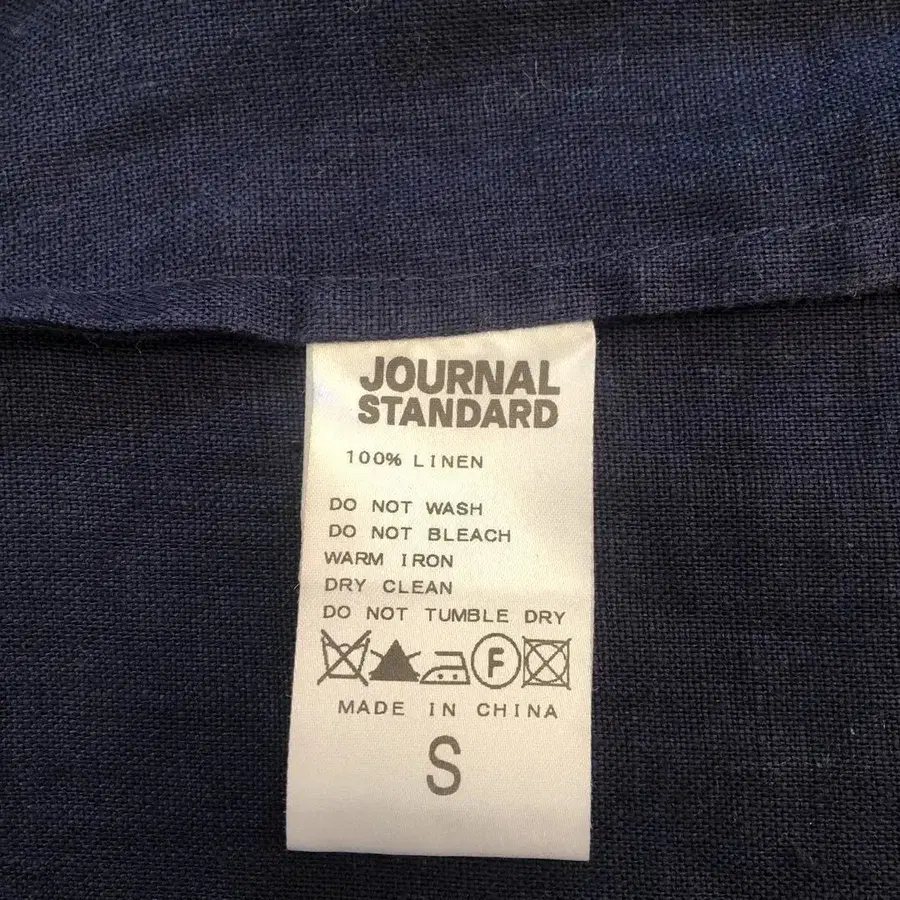 JOURNAL
STANDARD
100% LINEN
DO NOT WASH
DO NOT BLEACH
WARM IRON
DRY CLEAN
DO NOT TUMBLE DRY
F
MADE IN CHINA
S